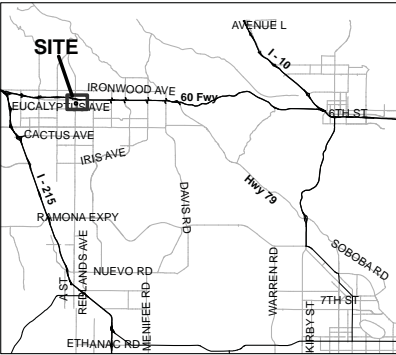 AVENUE L
SITE
I - 10
IRONWOOD AVE
60 Fwy
EUCALYPTUS AVE
6TH ST
CACTUS AVE
IRIS AVE
I - 215
DAVIS RD
Hwy 79
RAMONA EXPY
SOBOBA RD
NUEVO RD
A ST
REDLANDS AVE
MENIFEE RD
WARREN RD
KIRBY ST
7TH ST
ETHANAC RD